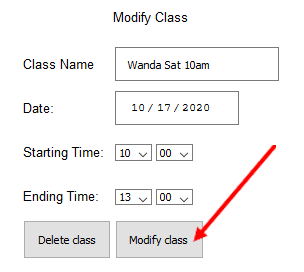 Modify Class
Class Name Wanda Sat 10am
Date: 10 / 17 / 2020
Starting Time: 10 00
Ending Time: 13 00
Delete class Modify class